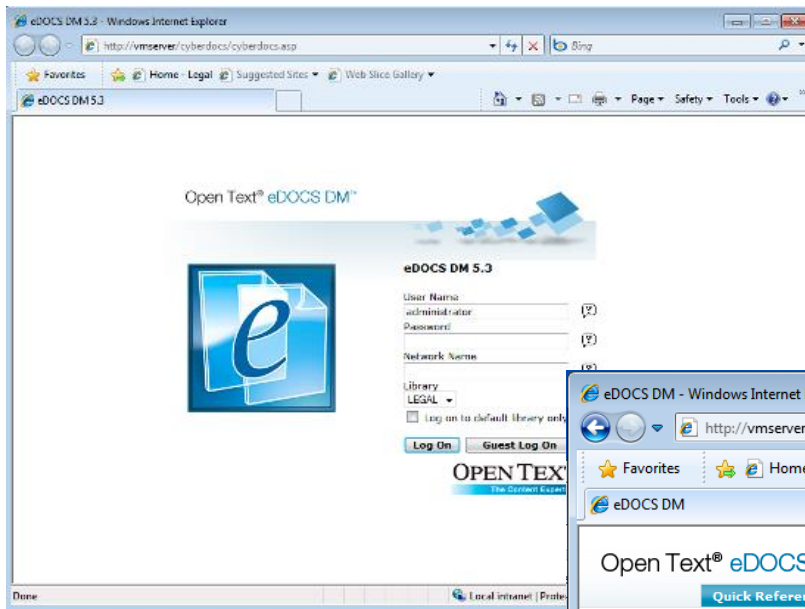 eDOCS DM 5.3 - Windows Internet Explorer
http://vmserver/cyberdocs/cyberdocs.asp
Bing
Favorites
Home - Legal
Suggested Sites
Web Slice Gallery
eDOCS DM 5.3
Page
Safety
Tools
Open Text® eDOCS DM™
eDOCS DM 5.3
User Name
administrator
Password
Network Name
Library
LEGAL
Log on to default library only
Log On
Guest Log On
OPEN TEX
The Content Expert
Done
Local intranet | Prote
eDOCS DM - Windows Internet
http://vmserver
Favorites
Home
eDOCS DM
Open Text® eDOCS
Quick Refere